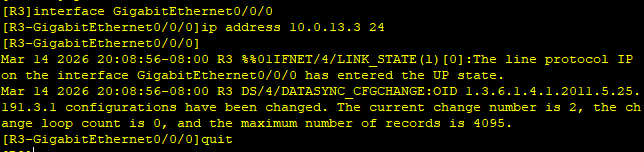 [R3]interface GigabitEthernet0/0/0
[R3-GigabitEthernet0/0/0]ip address 10.0.13.3 24
[R3-GigabitEthernet0/0/0]
Mar 14 2026 20:08:56-08:00 R3 %%01IFNET/4/LINK_STATE(l)[0]:The line protocol IP
on the interface GigabitEthernet0/0/0 has entered the UP state.
Mar 14 2026 20:08:56-08:00 R3 DS/4/DATASYNC_CFGCHANGE:OID 1.3.6.1.4.1.2011.5.25.
191.3.1 configurations have been changed. The current change number is 2, the ch
ange loop count is 0, and the maximum number of records is 4095.
[R3-GigabitEthernet0/0/0]quit